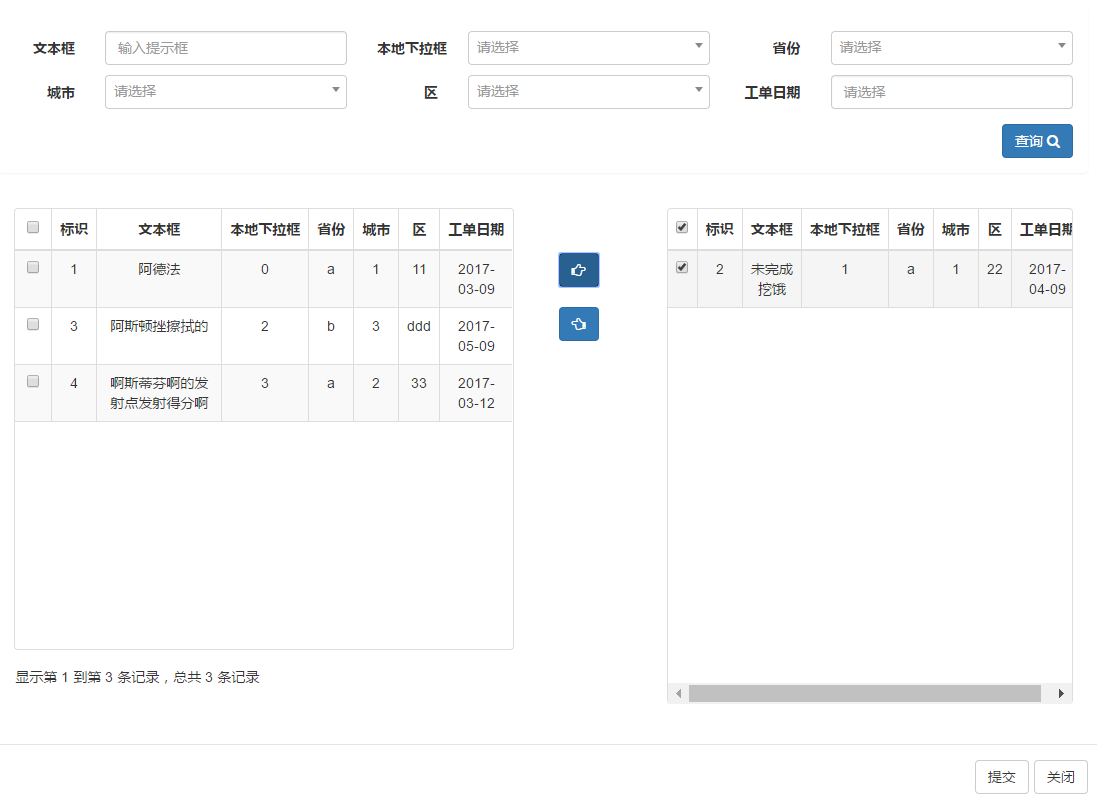 文本框 输入提示框 本地下拉框 请选择 省份 请选择
城市 请选择 区 请选择 工单日期 请选择
查询
标识 文本框 本地下拉框 省份 城市 区 工单日期
1 阿德法 0 a 1 11 2017-
03-09
3 阿斯顿挫擦拭的 2 b 3 ddd 2017-
05-09
4 啊斯蒂芬啊的发 3 a 2 33 2017-
射点发射得分啊 03-12
显示第 1 到第 3 条记录，总共 3 条记录
标识 文本框 本地下拉框 省份 城市 区 工单日期
2 未完成 1 a 1 22 2017-
挖饿 04-09
提交 关闭